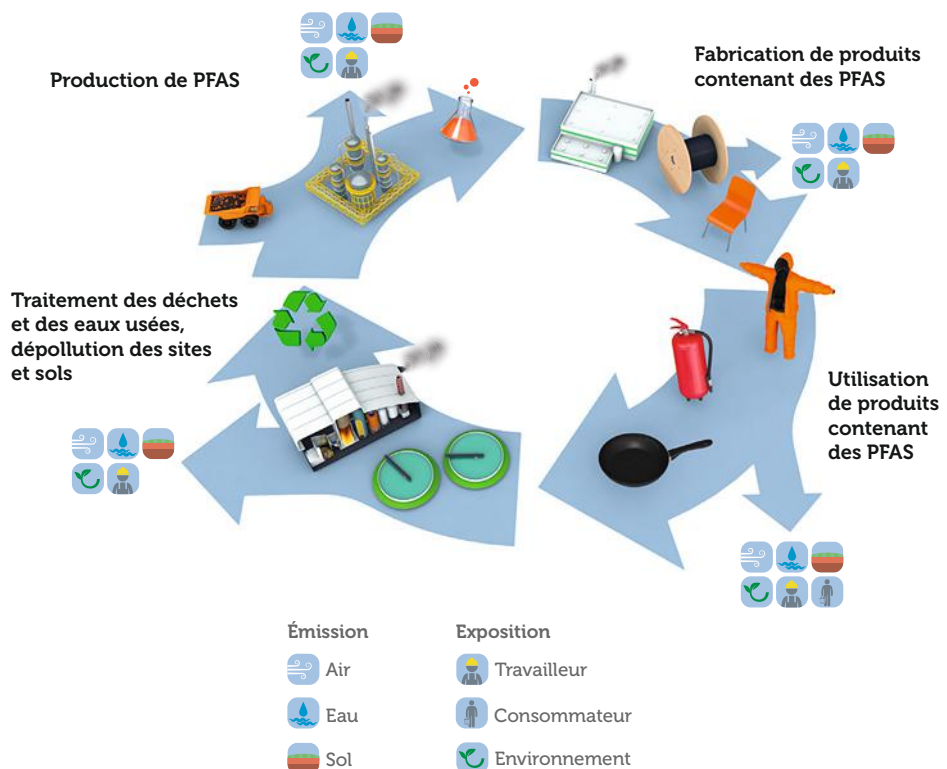 Production de PFAS
Fabrication de produits
contenant des PFAS
Traitement des déchets
et des eaux usées,
dépollution des sites
et sols
Utilisation
de produits
contenant
des PFAS
Émission
Exposition
Air
Travailleur
Eau
Consommateur
Sol
Environnement